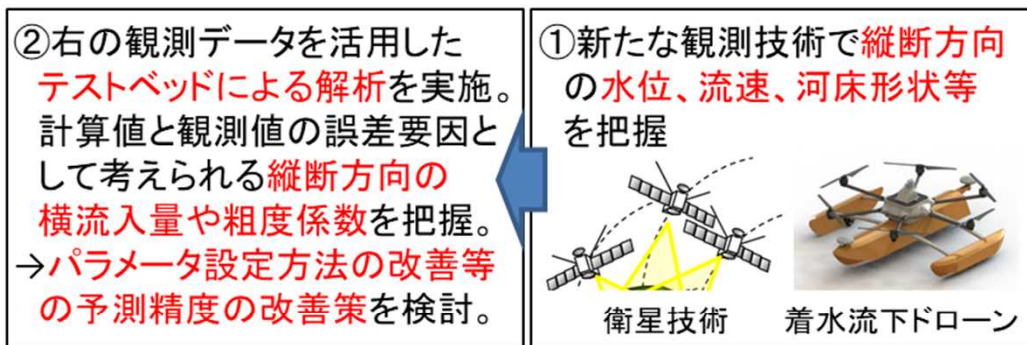 ②右の観測データを活用した
テストベッドによる解析を実施。
計算値と観測値の誤差要因と
して考えられる縦断方向の
横流入量や粗度係数を把握。
→パラメータ設定方法の改善等
の予測精度の改善策を検討。
①新たな観測技術で縦断方向
の水位、流速、河床形状等
を把握
衛星技術
着水流下ドローン